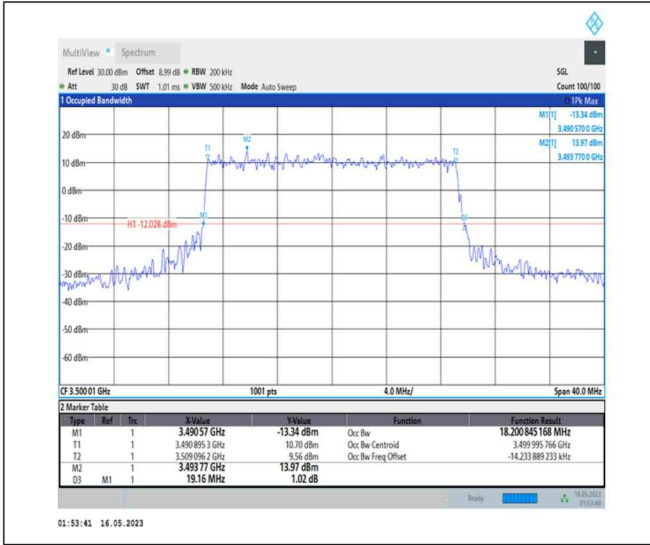 MultiView Spectrum
Ref Level 30.00 dBm Offset 8.99 dB RBW 200 kHz SGL
Att 30 dB SWT 1.01 ms VBW 500 kHz Mode Auto Sweep Count 100/100
1 Occupied Bandwidth 1Pk Max
M1[1] -13.34 dBm
3.490 570 0 GHz
M2[1] 13.97 dBm
3.493 770 0 GHz
20 dBm
M2
T1 T2
10 dBm
0 dBm
-10 dBm
M1 D3
H1 -12.028 dBm
-20 dBm
-30 dBm
-40 dBm
-50 dBm
-60 dBm
CF 3.500 01 GHz 1001 pts 4.0 MHz/ Span 40.0 MHz
2 Marker Table
Type Ref Trc X-Value Y-Value Function Function Result
M1 1 3.490 57 GHz -13.34 dBm Occ Bw 18.200 845 168 MHz
T1 1 3.490 895 3 GHz 10.70 dBm Occ Bw Centroid 3.499 995 766 GHz
T2 1 3.509 096 2 GHz 9.56 dBm Occ Bw Freq Offset -14.233 889 233 kHz
M2 1 3.493 77 GHz 13.97 dBm
D3 M1 1 19.16 MHz 1.02 dB
Ready 16.05.2023
01:53:40
01:53:41 16.05.2023